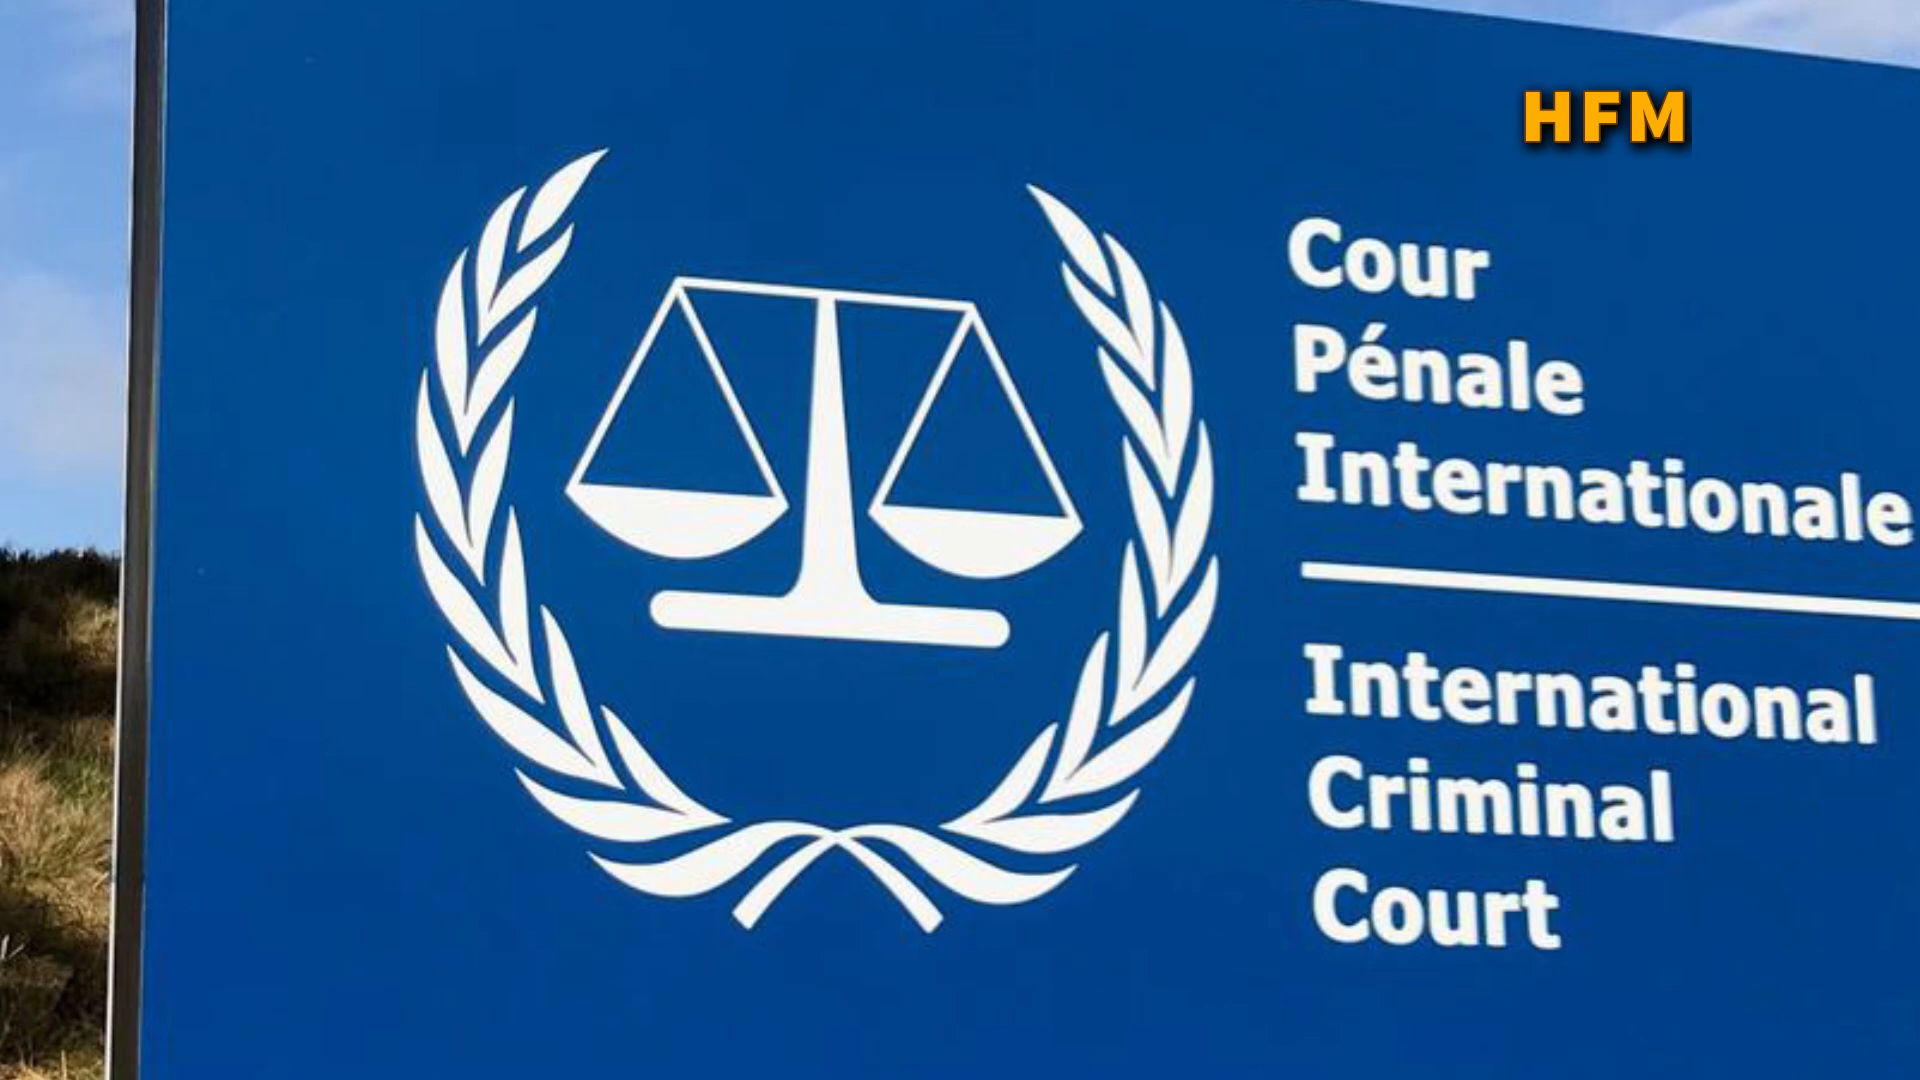 HFM
Cour
Pénale
Internationale
International
Criminal
Court